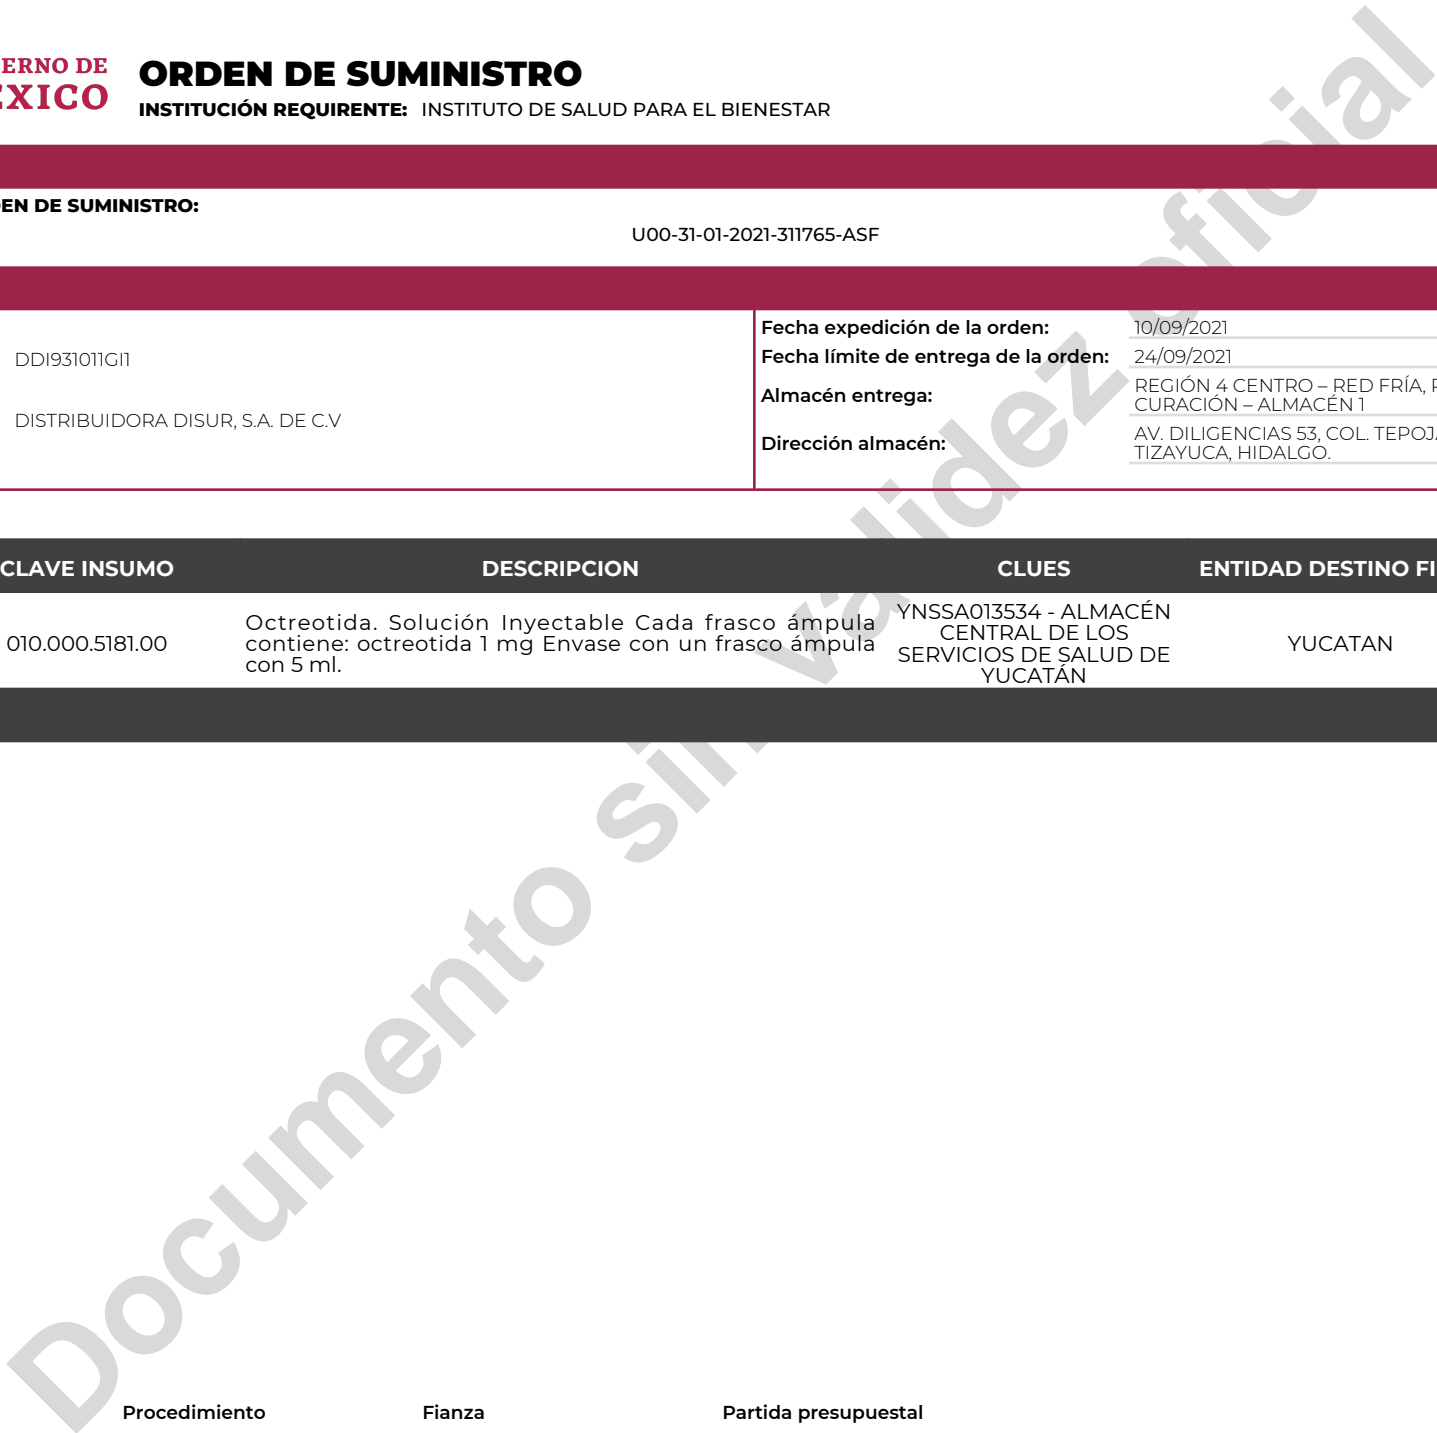 ERNO DE
ÉXICO
ORDEN DE SUMINISTRO
INSTITUCIÓN REQUIRENTE: INSTITUTO DE SALUD PARA EL BIENESTAR
EN DE SUMINISTRO:
U00-31-01-2021-311765-ASF
DDI931011GI1
DISTRIBUIDORA DISUR, S.A. DE C.V
Fecha expedición de la orden: 10/09/2021
Fecha límite de entrega de la orden: 24/09/2021
Almacén entrega: REGIÓN 4 CENTRO – RED FRÍA,
CURACIÓN – ALMACÉN 1
Dirección almacén: AV. DILIGENCIAS 53, COL. TEPOJA
TIZAYUCA, HIDALGO.
CLAVE INSUMO DESCRIPCION CLUES ENTIDAD DESTINO FI
010.000.5181.00
Octreotida. Solución Inyectable Cada frasco ámpula
contiene: octreotida 1 mg Envase con un frasco ámpula
con 5 ml.
YNSSA013534 - ALMACÉN
CENTRAL DE LOS
SERVICIOS DE SALUD DE
YUCATÁN
YUCATAN
Documento sin validez oficial
Procedimiento Fianza Partida presupuestal